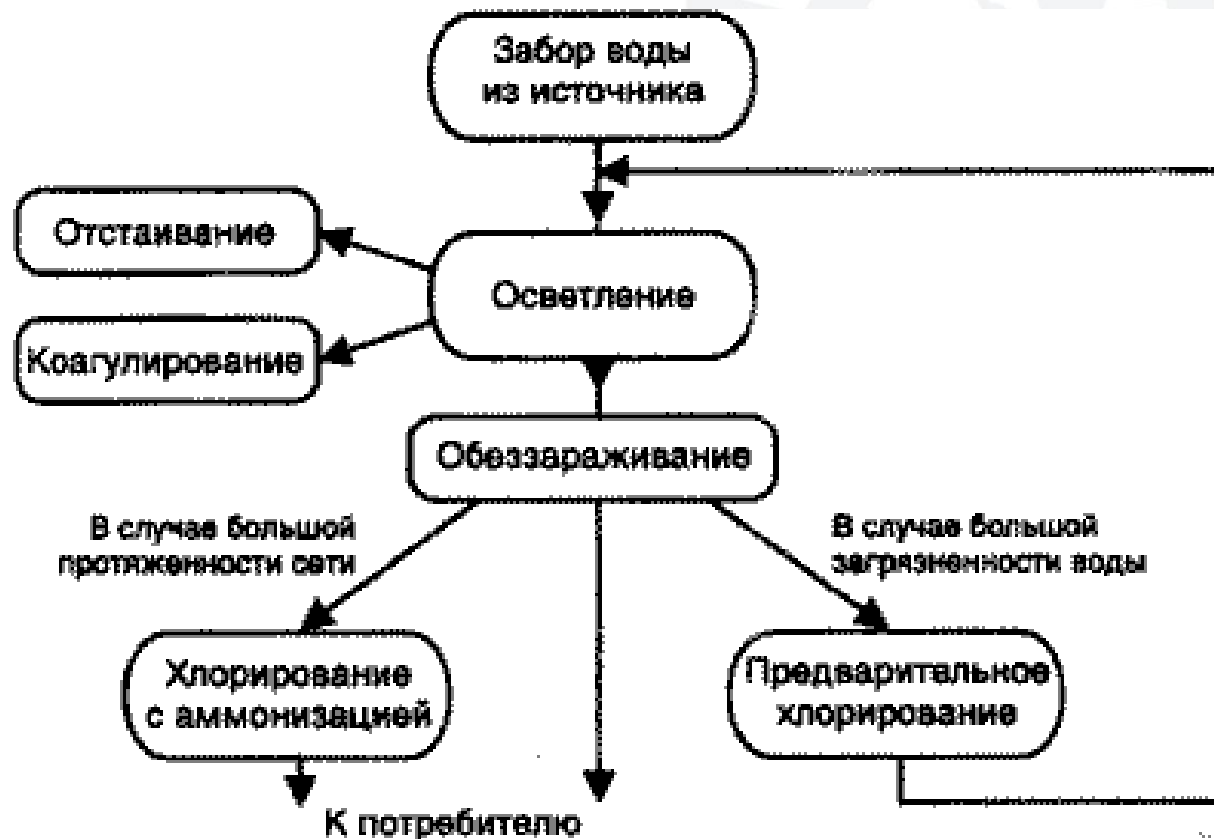 Забор воды
из источника
Отстаивание
Осветление
Коагулирование
Обеззараживание
В случае большой
протяженности сети
В случае большой
загрязненности воды
Хлорирование
с аммонизацией
Предварительное
хлорирование
К потребителю